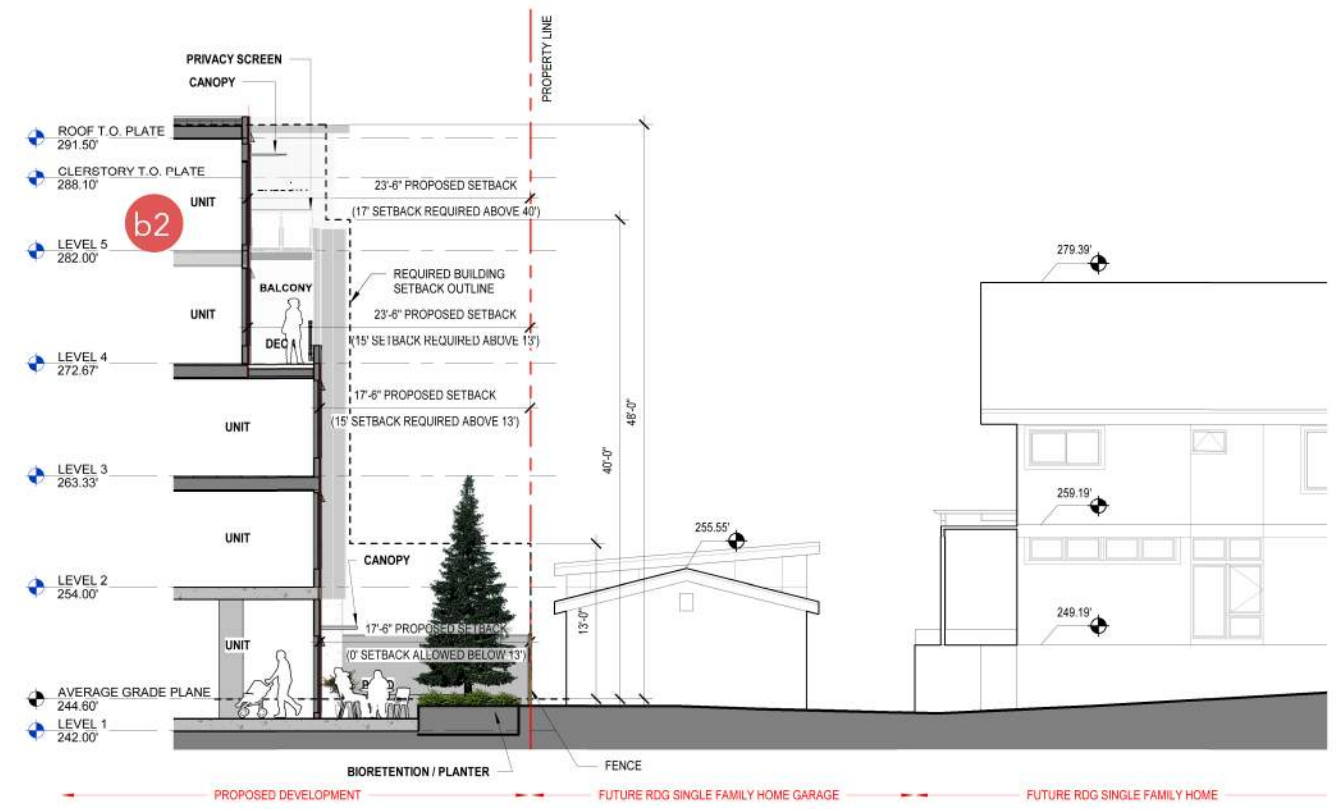 PROPERTY LINE
PRIVACY SCREEN
CANOPY
ROOF T.O. PLATE
291.50'
CLERSTORY T.O. PLATE
288.10'
UNIT
b2
23'-6" PROPOSED SETBACK
(17' SETBACK REQUIRED ABOVE 40')
LEVEL 5
282.00'
279.39'
REQUIRED BUILDING
SETBACK OUTLINE
BALCONY
UNIT
23'-6" PROPOSED SETBACK
(15' SETBACK REQUIRED ABOVE 13')
DECK
LEVEL 4
272.67'
17'-6" PROPOSED SETBACK
(15' SETBACK REQUIRED ABOVE 13')
UNIT
48'-0"
40'-0"
LEVEL 3
263.33'
259.19'
255.55'
UNIT
CANOPY
LEVEL 2
254.00'
13'-0"
249.19'
17'-6" PROPOSED SETBACK
UNIT
(0' SETBACK ALLOWED BELOW 13')
AVERAGE GRADE PLANE
244.60'
LEVEL 1
242.00'
BIORETENTION / PLANTER
FENCE
PROPOSED DEVELOPMENT
FUTURE RDG SINGLE FAMILY HOME GARAGE
FUTURE RDG SINGLE FAMILY HOME